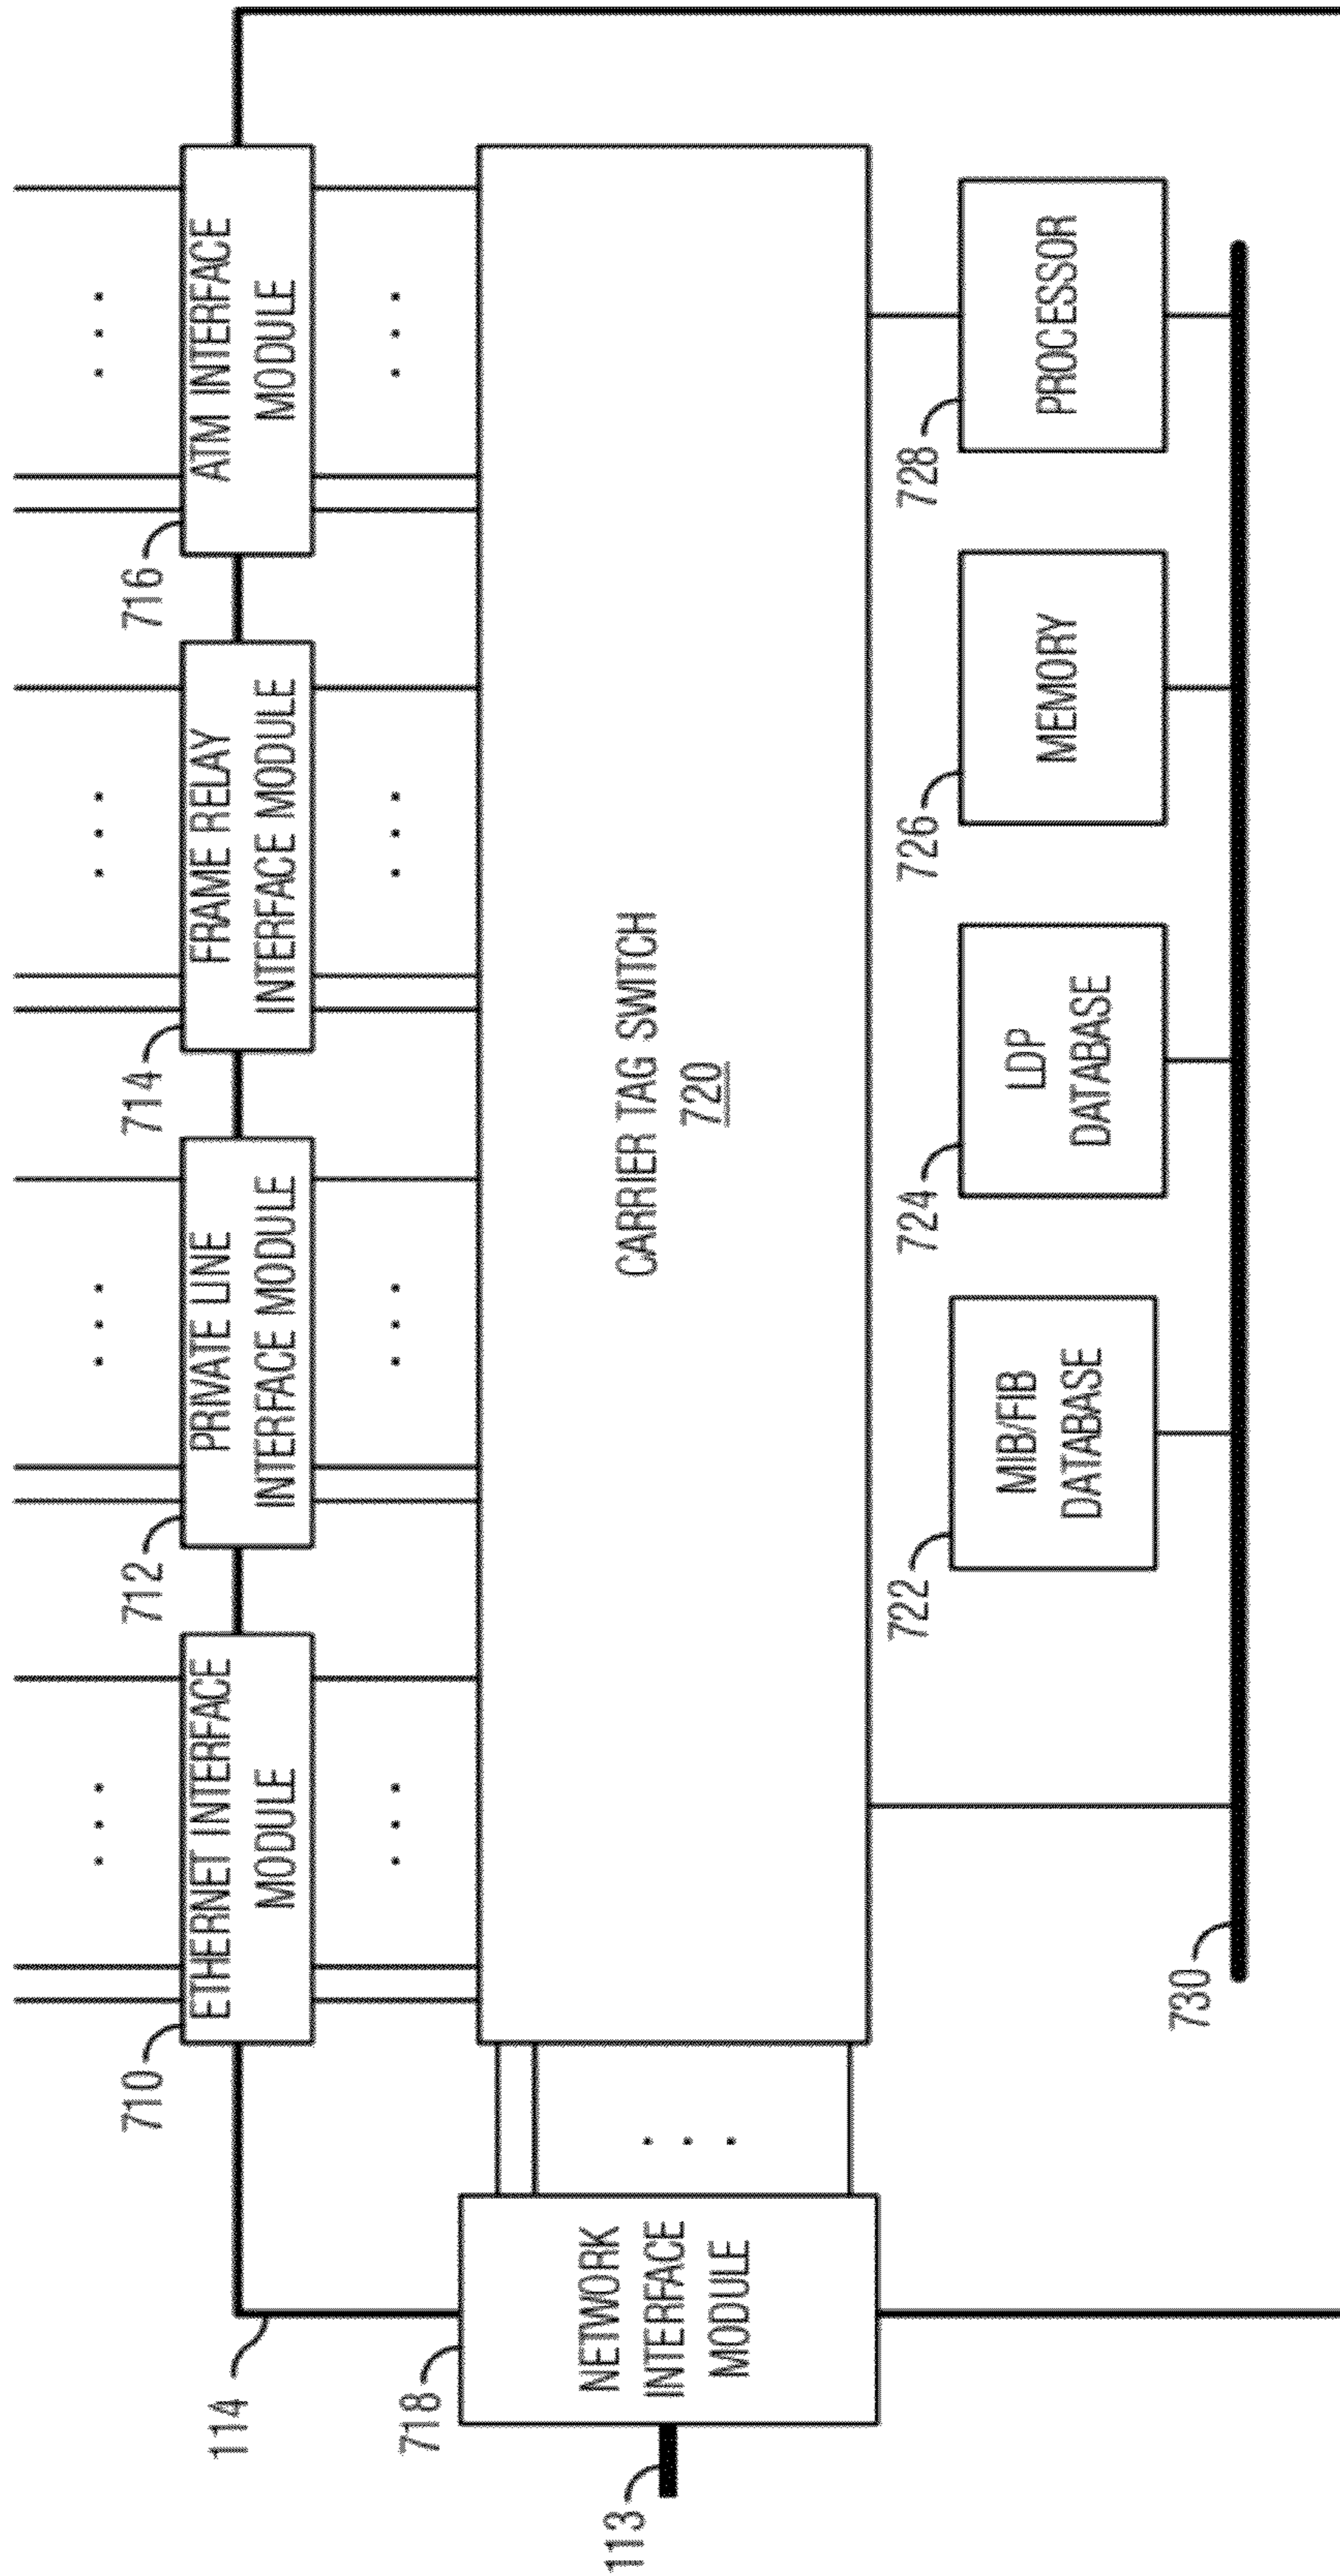 710
ETHERNET INTERFACE
MODULE
712
PRIVATE LINE
INTERFACE MODULE
714
FRAME RELAY
INTERFACE MODULE
716
ATM INTERFACE
MODULE
114
718
NETWORK
INTERFACE
MODULE
113
CARRIER TAG SWITCH
720
722
MIB/FIB
DATABASE
724
LDP
DATABASE
726
MEMORY
728
PROCESSOR
730